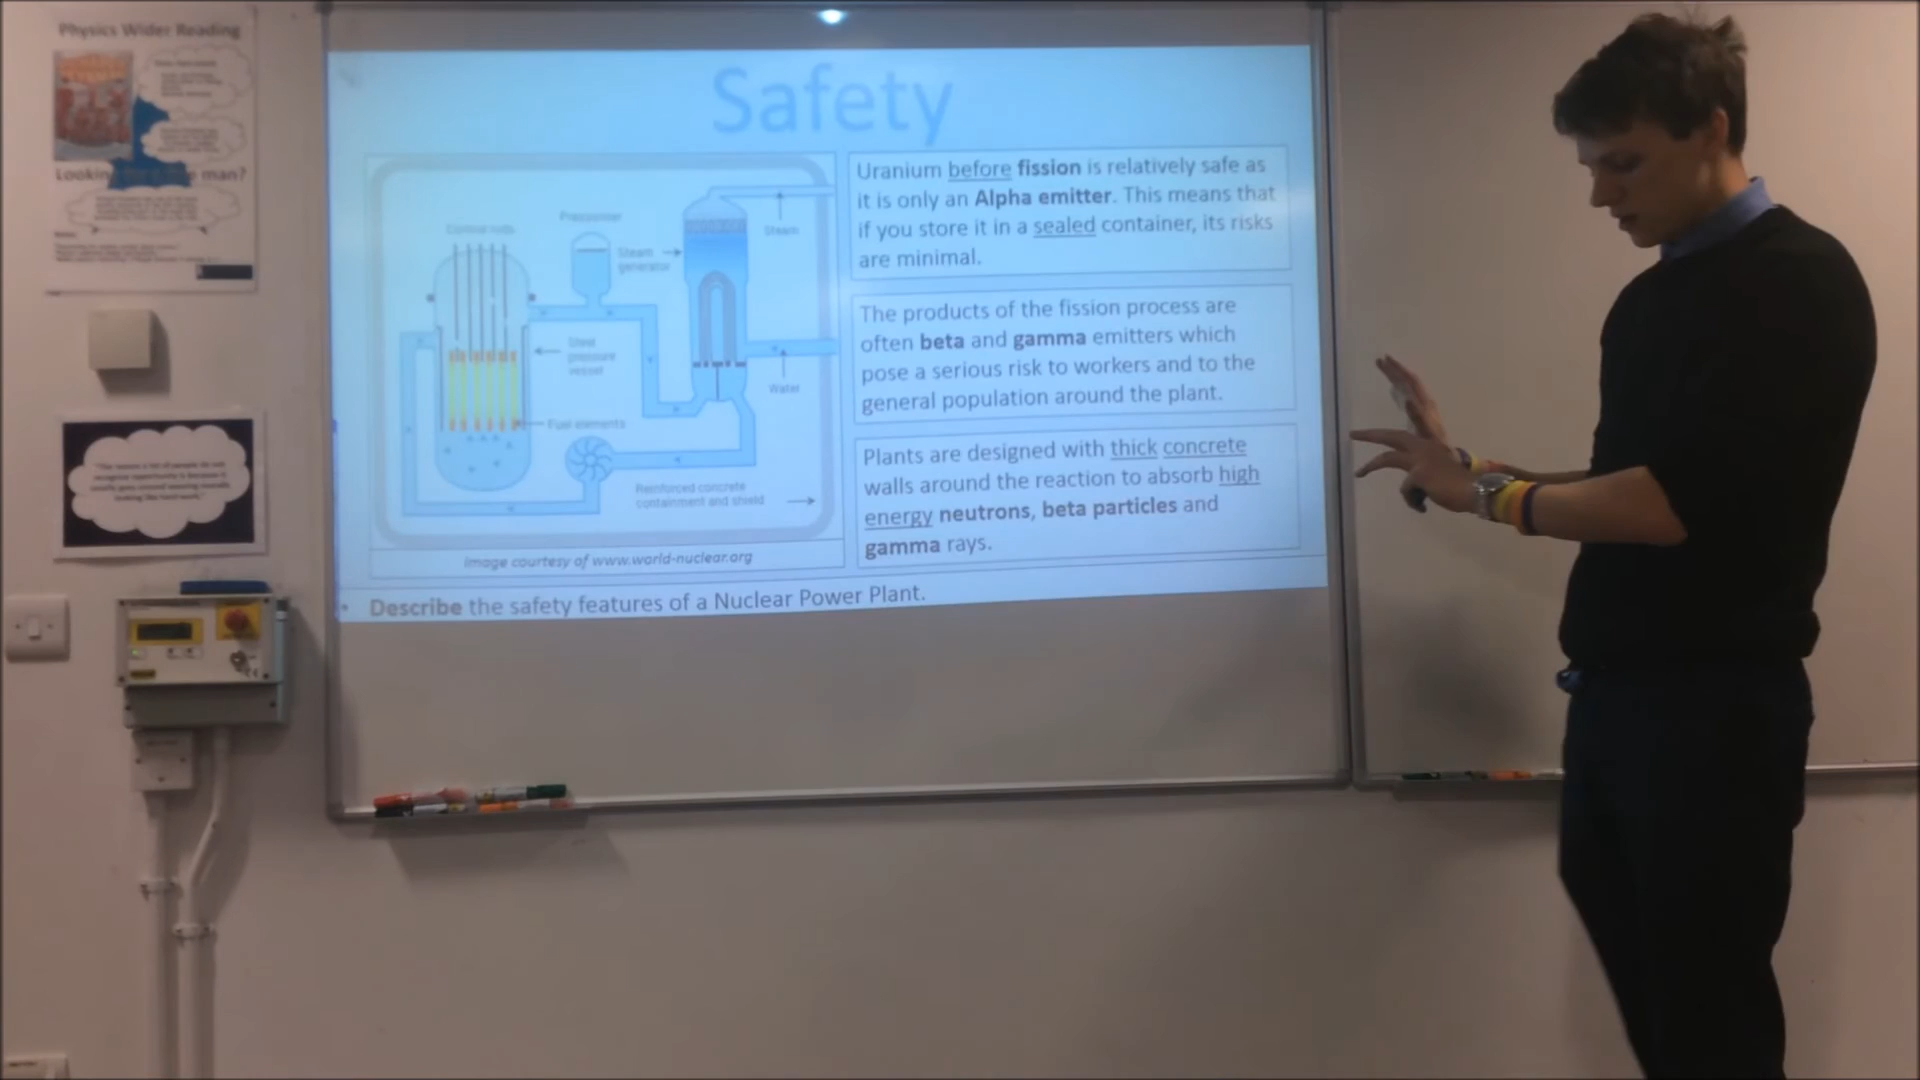 Physics Wider Reading
Looking man?
Safety
Control rods
Pressuriser
Steam
generator
Steam
Steel
pressure
vessel
Water
Fuel elements
Reinforced concrete
containment and shield
Image courtesy of www.world-nuclear.org
Uranium before fission is relatively safe as
it is only an Alpha emitter. This means that
if you store it in a sealed container, its risks
are minimal.
The products of the fission process are
often beta and gamma emitters which
pose a serious risk to workers and to the
general population around the plant.
Plants are designed with thick concrete
walls around the reaction to absorb high
energy neutrons, beta particles and
gamma rays.
• Describe the safety features of a Nuclear Power Plant.